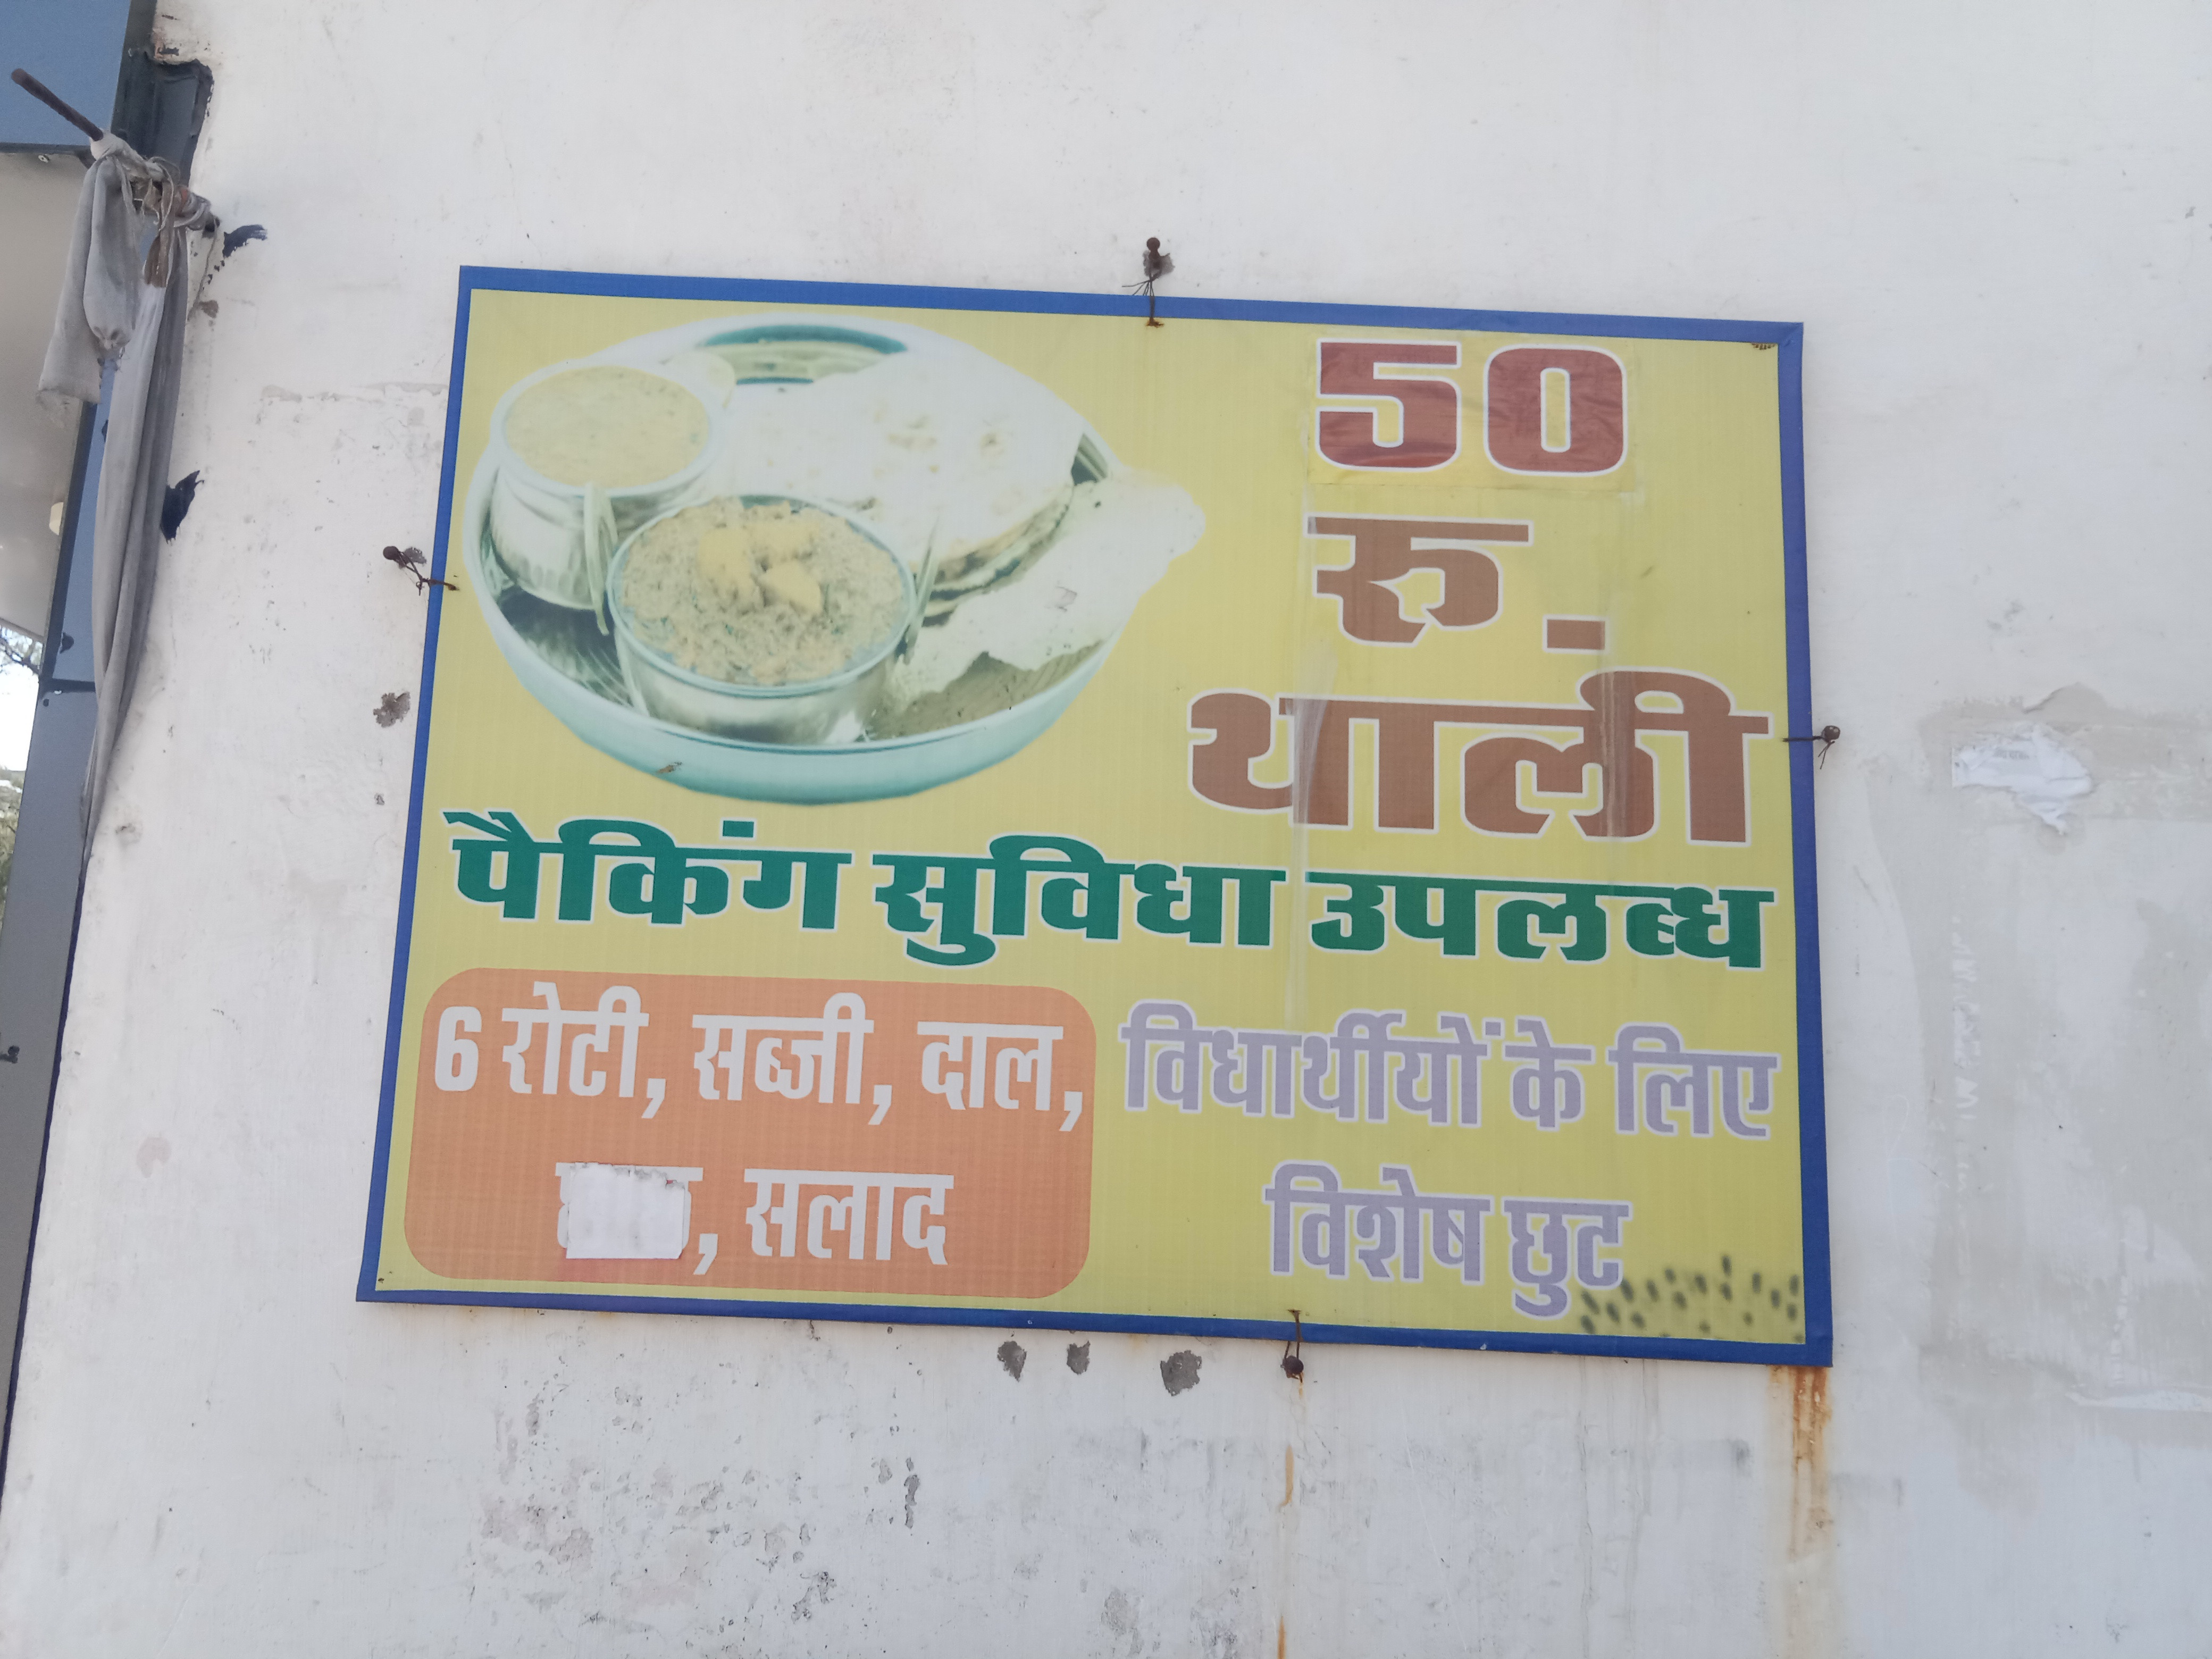 50
रु.
थाली
पैकिंग सुविधा उपलब्ध
6 रोटी, सब्जी, दाल,
, सलाद
विधार्थीयों के लिए
विशेष छुट